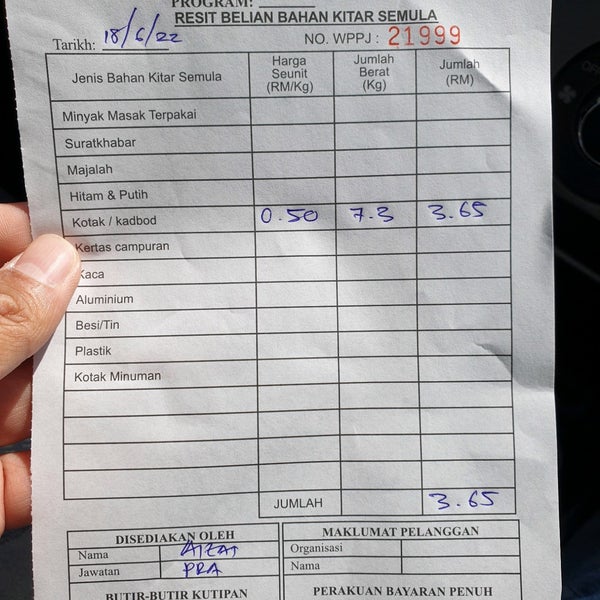 PROGRAM:
RESIT BELIAN BAHAN KITAR SEMULA
Tarikh: 18/6/22 NO. WPPJ : 21999
Jenis Bahan Kitar Semula Harga Seunit (RM/Kg) Jumlah Berat (Kg) Jumlah (RM)
Minyak Masak Terpakai
Suratkhabar
Majalah
Hitam & Putih
Kotak / kadbod 0.50 7.3 3.65
Kertas campuran
Kaca
Aluminium
Besi/Tin
Plastik
Kotak Minuman
JUMLAH 3.65
DISEDIAKAN OLEH MAKLUMAT PELANGGAN
Nama AIZAT Organisasi
Jawatan PRA Nama
BUTIR-BUTIR KUTIPAN PERAKUAN BAYARAN PENUH